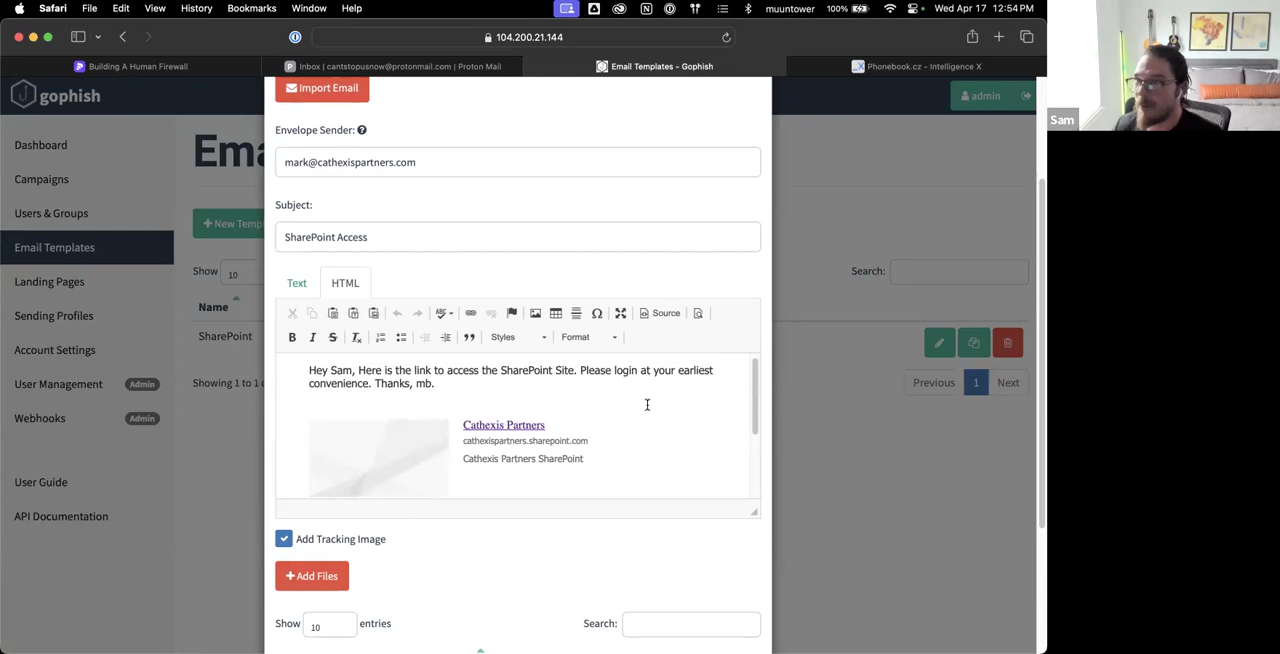 Safari File Edit View History Bookmarks Window Help muuntower 100% Wed Apr 17 12:54 PM
104.200.21.144
Building A Human Firewall Inbox | cantstopusnow@protonmail.com | Proton Mail Email Templates - Gophish Phonebook.cz - Intelligence X
gophish admin
Import Email
Sam
Envelope Sender:
Dashboard
Ema
mark@cathexispartners.com
Campaigns
Subject:
Users & Groups
New Temp
SharePoint Access
Email Templates
Show 10 Search:
Landing Pages
Text HTML
Name
Source
Sending Profiles
Styles Format
SharePoint
Account Settings
Hey Sam, Here is the link to access the SharePoint Site. Please login at your earliest
convenience. Thanks, mb.
User Management Admin
Showing 1 to 1 Previous 1 Next
Webhooks Admin
Cathexis Partners
cathexispartners.sharepoint.com
Cathexis Partners SharePoint
User Guide
API Documentation
Add Tracking Image
Add Files
Show 10 entries Search: